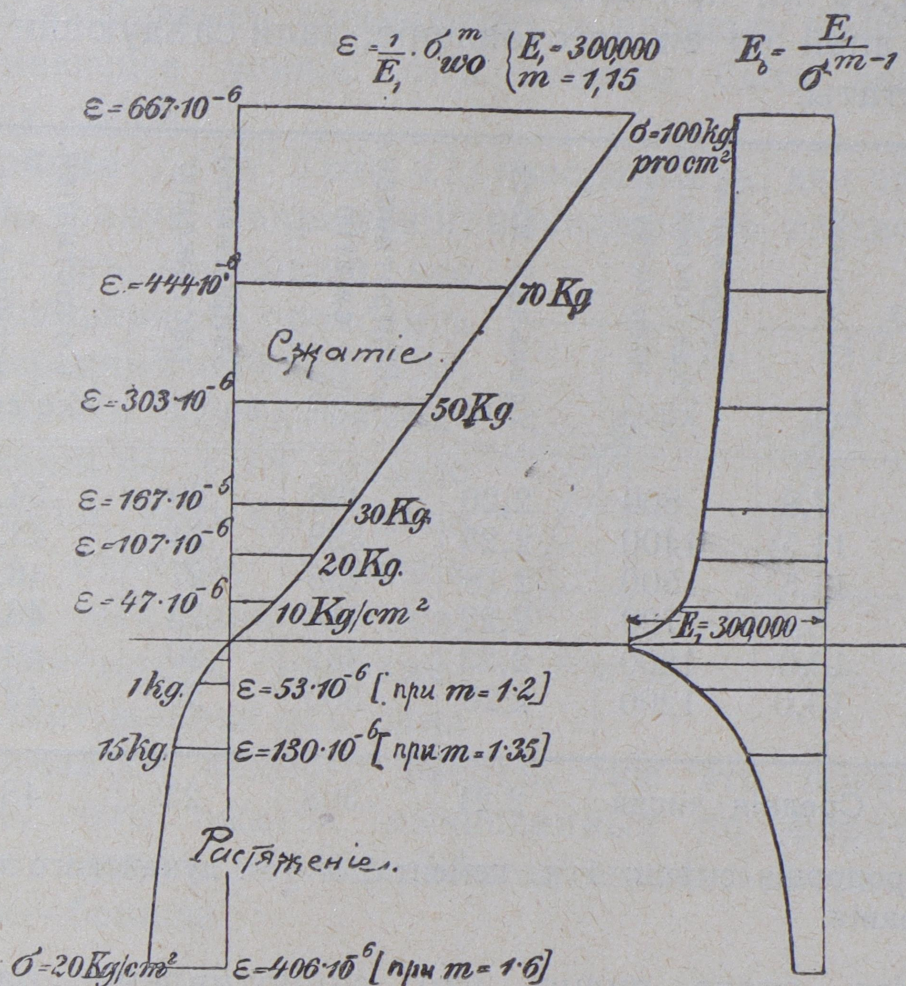 ε = 1/E₁ · σ^m wo { E₁ = 300,000 m = 1,15
E_b = E₁/σ^m-1
ε = 667·10⁻⁶
σ = 100 kg. pro cm²
ε = 444·10⁻⁶
70 Kg
Сжатіе.
ε = 303·10⁻⁶
50 Kg
ε = 167·10⁻⁶
30 Kg.
ε = 107·10⁻⁶
20 Kg.
ε = 47·10⁻⁶
10 Kg/cm²
E₁ = 300,000
1 kg.
ε = 53·10⁻⁶ [при m = 1·2]
15 kg.
ε = 130·10⁻⁶ [при m = 1·35]
Растяженіе.
σ = 20 Kg/cm²
ε = 406·10⁻⁶ [при m = 1·6]